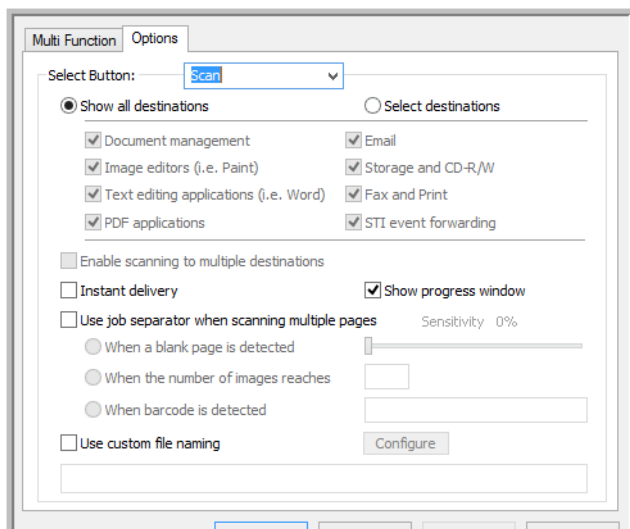 Multi Function Options
Select Button: Scan
Show all destinations Select destinations
Document management Email
Image editors (i.e. Paint) Storage and CD-R/W
Text editing applications (i.e. Word) Fax and Print
PDF applications STI event forwarding
Enable scanning to multiple destinations
Instant delivery Show progress window
Use job separator when scanning multiple pages Sensitivity 0%
When a blank page is detected
When the number of images reaches
When barcode is detected
Use custom file naming Configure